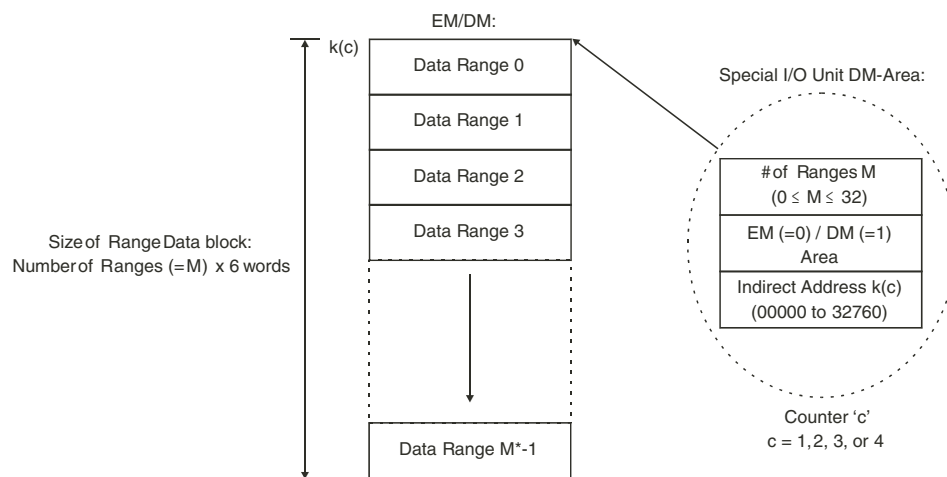 EM/DM:
k(c)
Data Range 0
Data Range 1
Data Range 2
Data Range 3
Data Range M*-1
Size of Range Data block:
Number of Ranges (=M) x 6 words
Special I/O Unit DM-Area:
# of Ranges M
(0 ≤ M ≤ 32)
EM (=0) / DM (=1)
Area
Indirect Address k(c)
(00000 to 32760)
Counter ‘c’
c = 1,2, 3, or 4